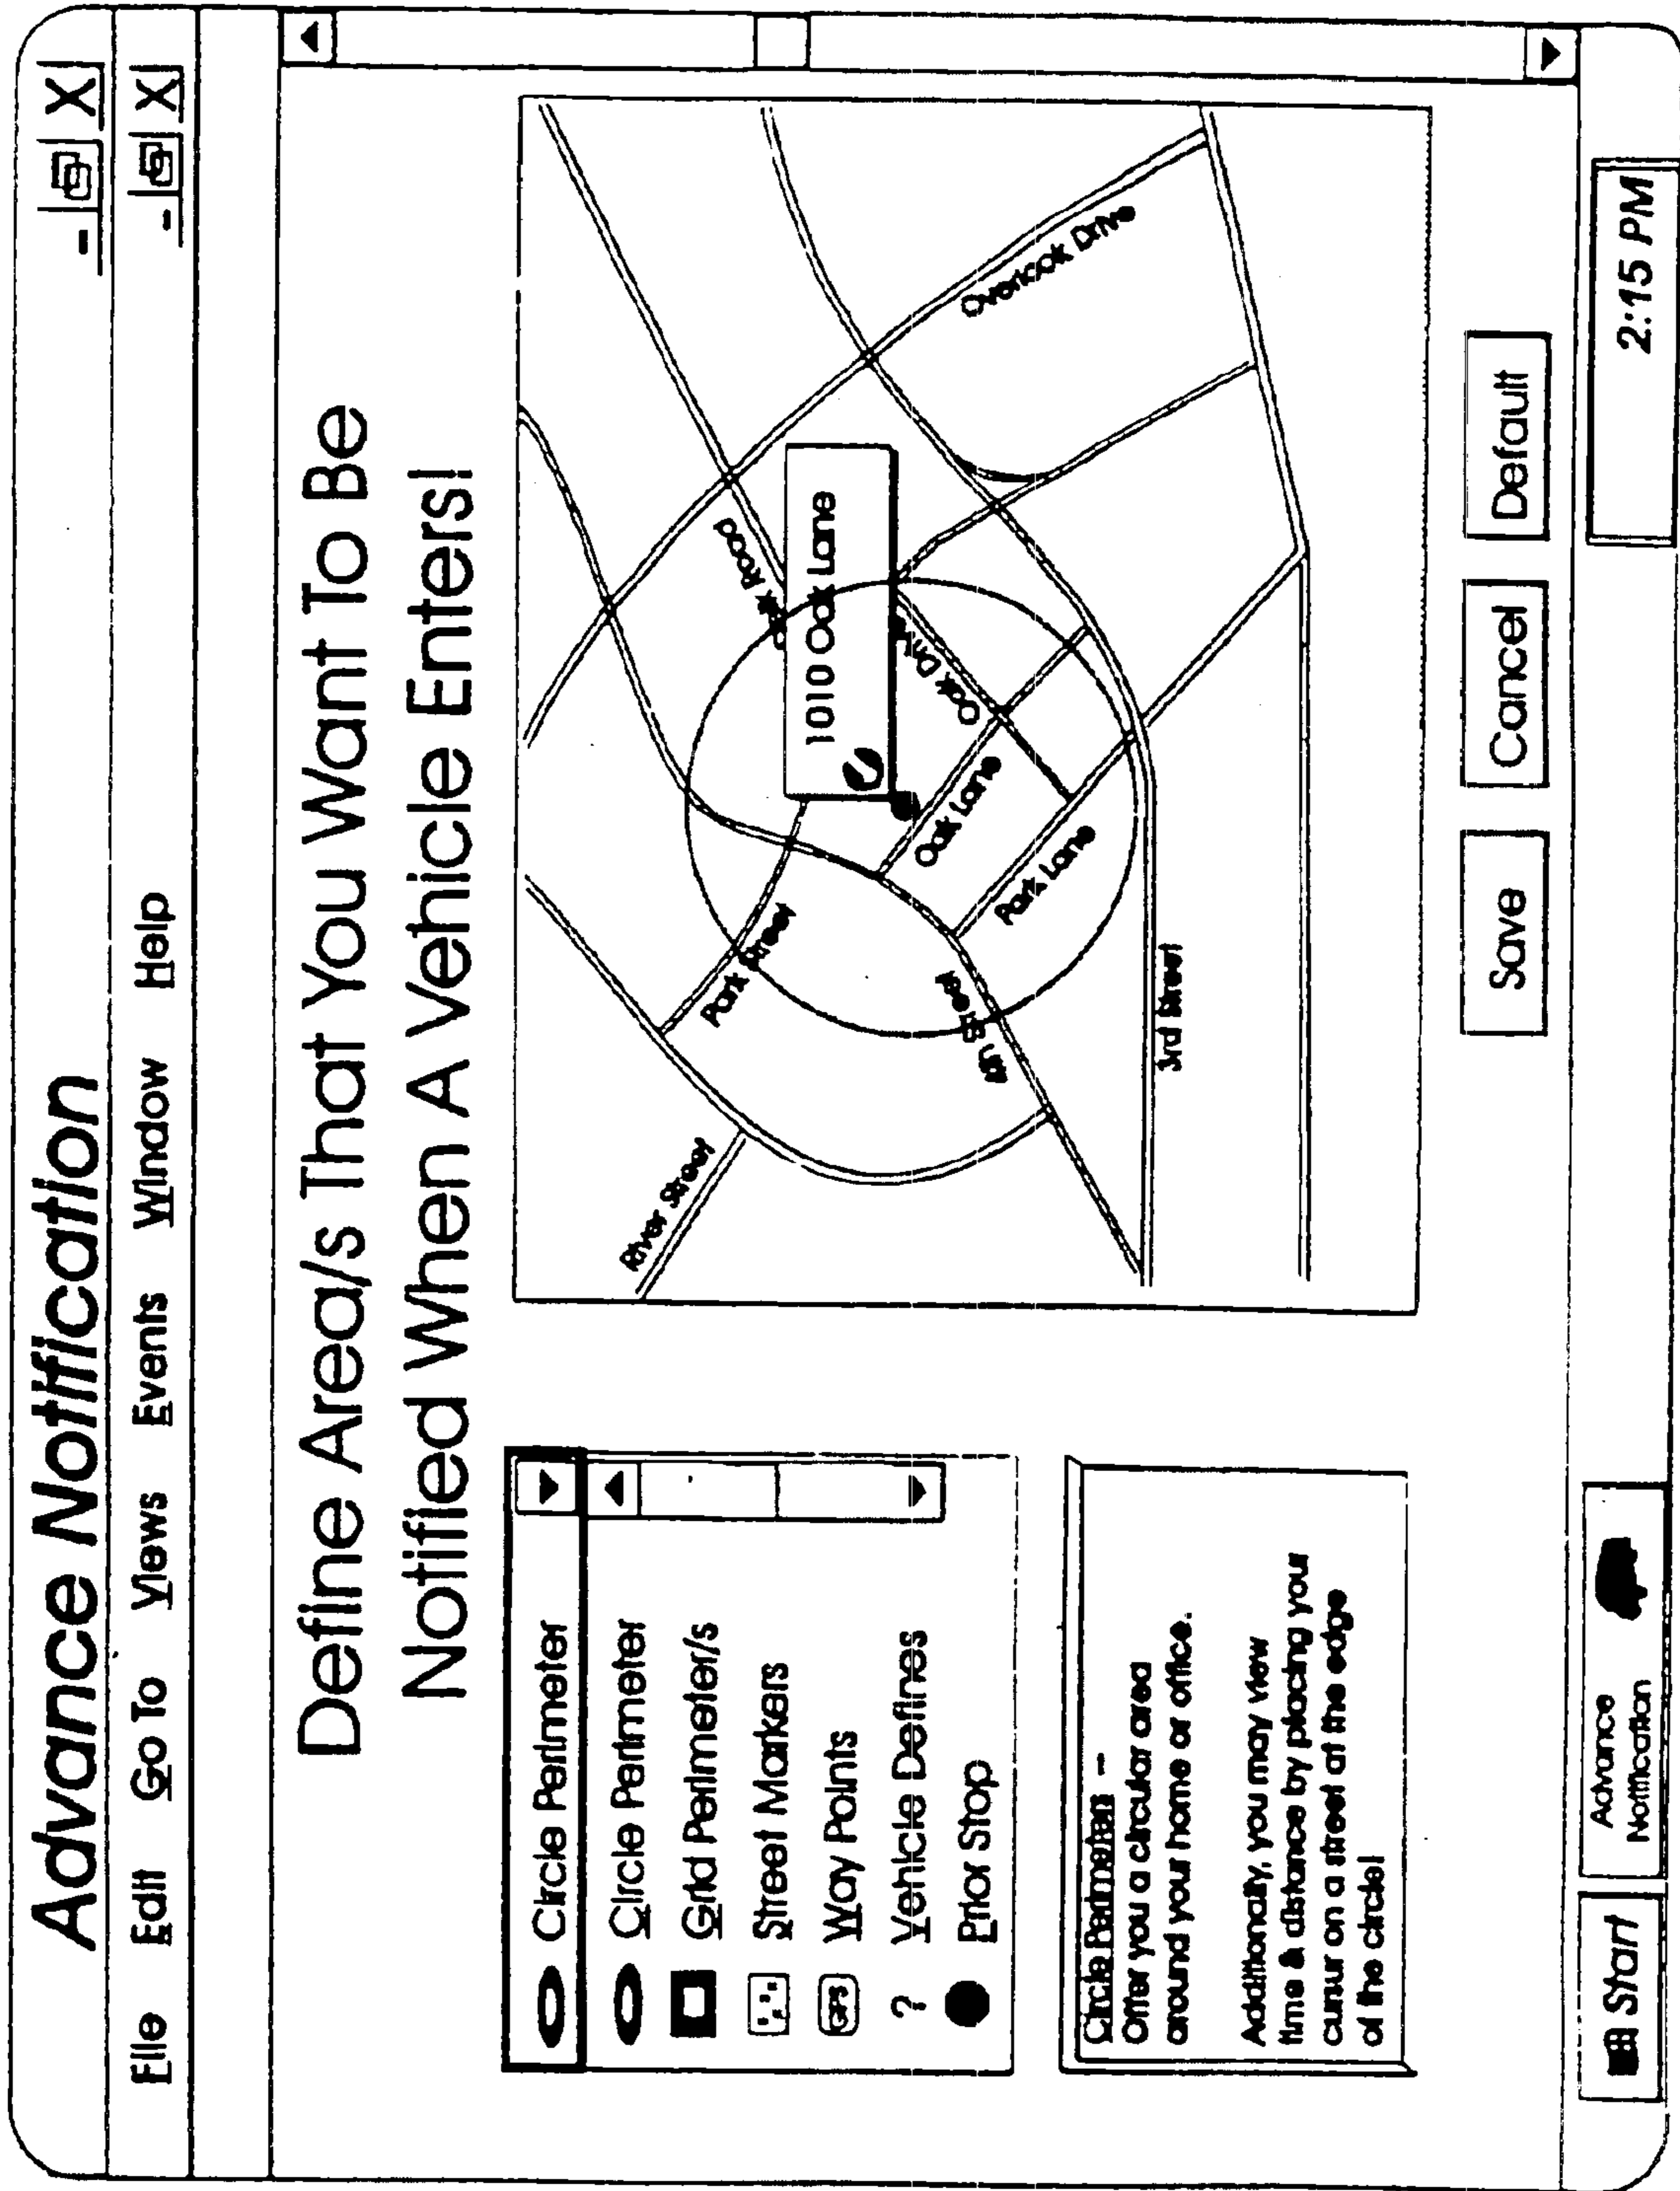 Advance Notification
_ X
File Edit Go To Views Events Window Help
_ X
Define Area/s That You Want To Be
Notified When A Vehicle Enters!
Circle Perimeter
Circle Perimeter
Grid Perimeter/s
Street Markers
GPS Way Points
? Vehicle Defines
Prior Stop
Circle Perimeters --
Offer you a circular area
around your home or office.
Additionally, you may view
time & distance by placing your
cursur on a street at the edge
of the circle!
River Street
Park Street
4th Street
3rd Street
Park Lane
Oak Lane
Oak Drive
1010 Oak Lane
Road
Overlook Drive
Save Cancel Default
Start
Advance
Notification
2:15 PM